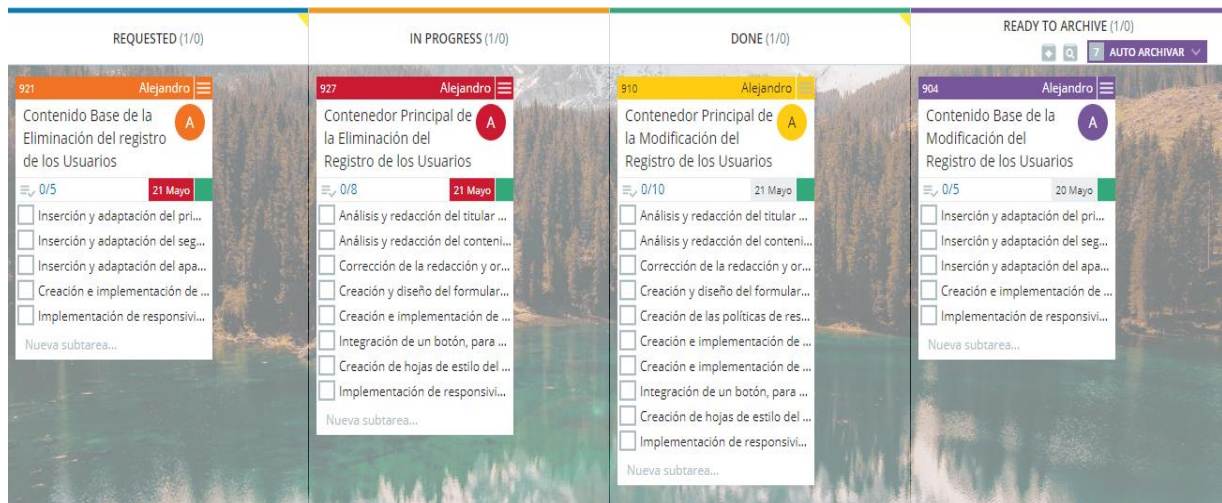 REQUESTED (1/0)
IN PROGRESS (1/0)
DONE (1/0)
READY TO ARCHIVE (1/0)
7 AUTO ARCHIVAR
921 Alejandro
Contenido Base de la
Eliminación del registro
de los Usuarios
A
0/5 21 Mayo
Inserción y adaptación del pri...
Inserción y adaptación del seg...
Inserción y adaptación del apa...
Creación e implementación de ...
Implementación de responsivi...
Nueva subtarea...
927 Alejandro
Contenedor Principal de
la Eliminación del
Registro de los Usuarios
A
0/8 21 Mayo
Análisis y redacción del titular ...
Análisis y redacción del conteni...
Corrección de la redacción y or...
Creación y diseño del formular...
Creación e implementación de ...
Integración de un botón, para ...
Creación de hojas de estilo del ...
Implementación de responsivi...
Nueva subtarea...
910 Alejandro
Contenedor Principal de
la Modificación del
Registro de los Usuarios
A
0/10 21 Mayo
Análisis y redacción del titular ...
Análisis y redacción del conteni...
Corrección de la redacción y or...
Creación y diseño del formular...
Creación de las políticas de res...
Creación e implementación de ...
Creación e implementación de ...
Integración de un botón, para ...
Creación de hojas de estilo del ...
Implementación de responsivi...
Nueva subtarea...
904 Alejandro
Contenido Base de la
Modificación del
Registro de los Usuarios
A
0/5 20 Mayo
Inserción y adaptación del pri...
Inserción y adaptación del seg...
Inserción y adaptación del apa...
Creación e implementación de ...
Implementación de responsivi...
Nueva subtarea...